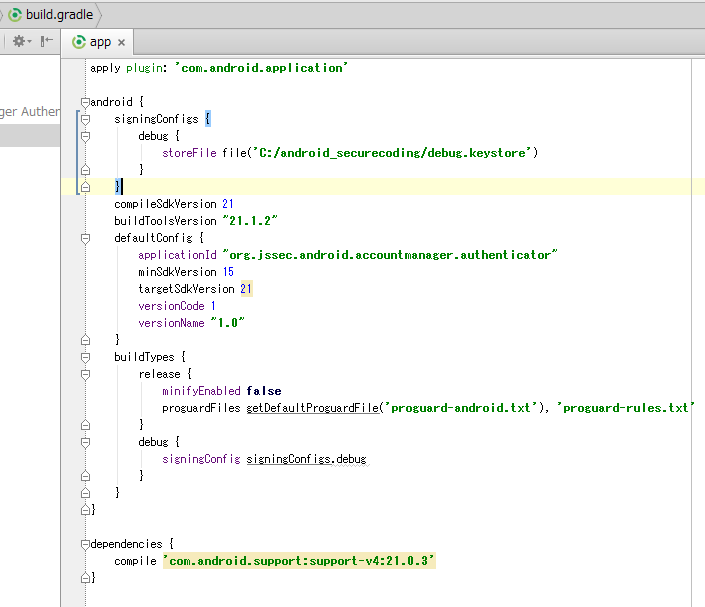 build.gradle
app
ger Auther
apply plugin: 'com.android.application'
android {
signingConfigs {
debug {
storeFile file('C:/android_securecoding/debug.keystore')
}
}
compileSdkVersion 21
buildToolsVersion "21.1.2"
defaultConfig {
applicationId "org.jssec.android.accountmanager.authenticator"
minSdkVersion 15
targetSdkVersion 21
versionCode 1
versionName "1.0"
}
buildTypes {
release {
minifyEnabled false
proguardFiles getDefaultProguardFile('proguard-android.txt'), 'proguard-rules.txt'
}
debug {
signingConfig signingConfigs.debug
}
}
}
dependencies {
compile 'com.android.support:support-v4:21.0.3'
}